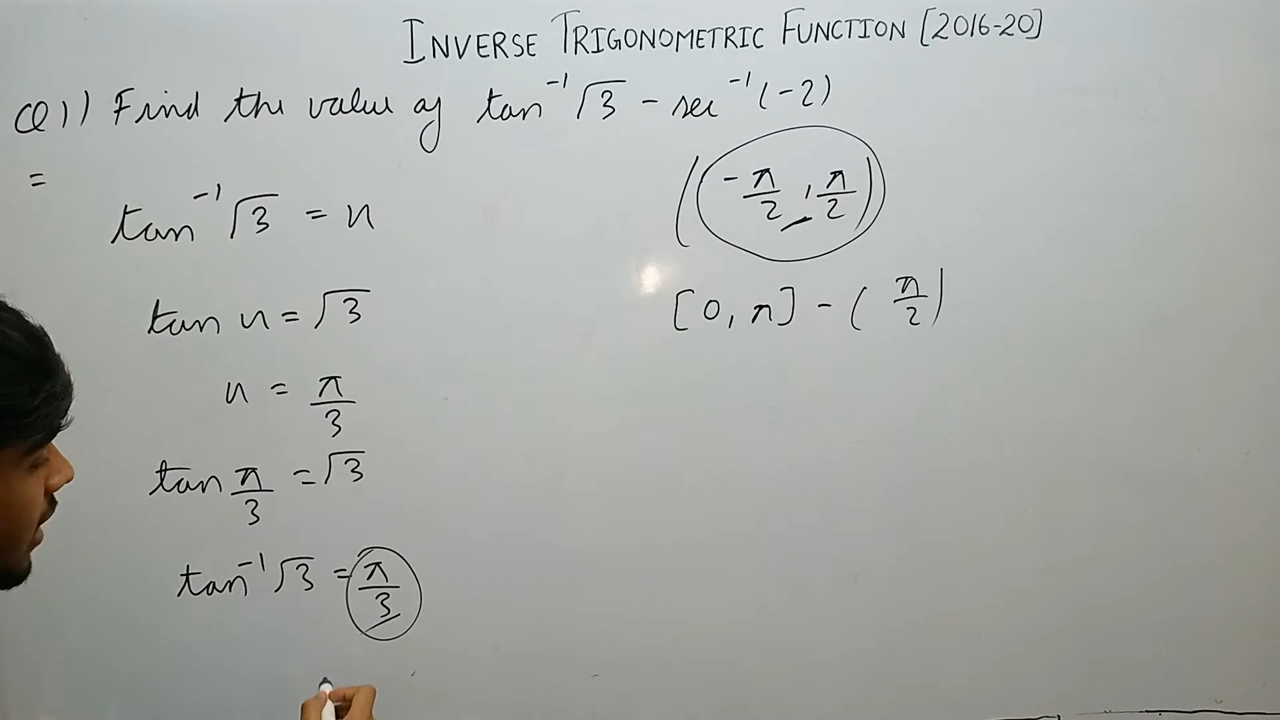 INVERSE TRIGONOMETRIC FUNCTION [2016-20]
Q1) Find the value of tan⁻¹√3 - sec⁻¹(-2)
=
tan⁻¹√3 = x
(-π/2, π/2)
tan x = √3
[0, π] - (π/2)
x = π/3
tan π/3 = √3
tan⁻¹√3 = π/3